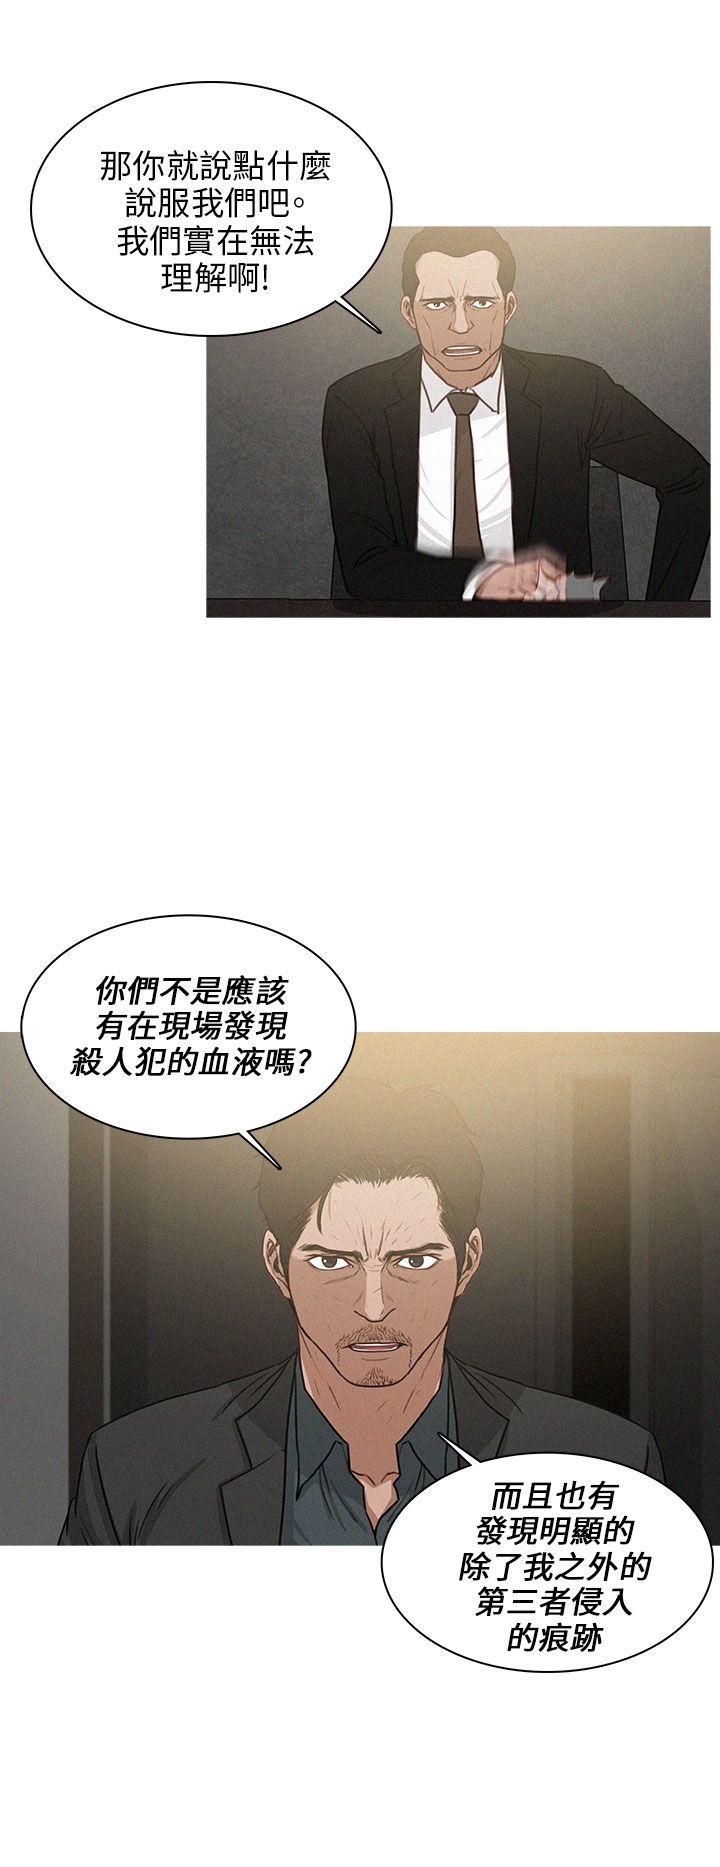 那你就說點什麼
說服我們吧。
我們實在無法
理解啊!
你們不是應該
有在現場發現
殺人犯的血液嗎?
而且也有
發現明顯的
除了我之外的
第三者侵入
的痕跡